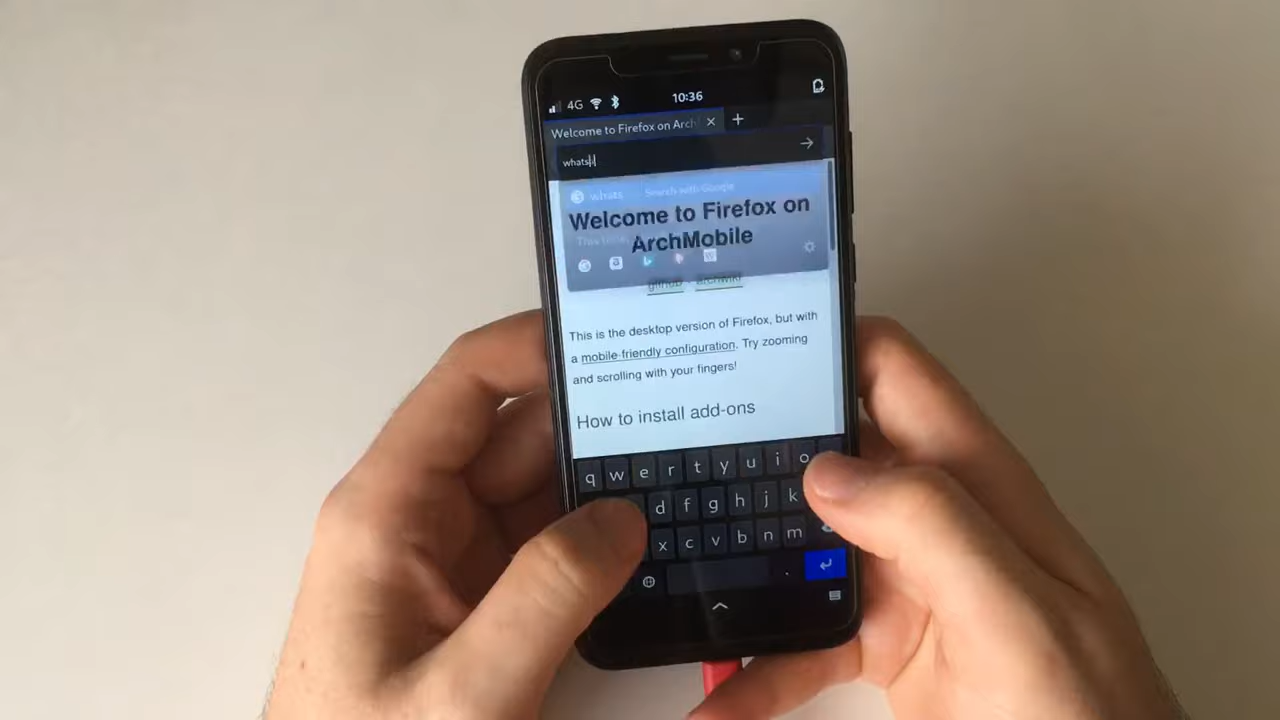 4G
10:36
Welcome to Firefox on Arch
whats
whats Search with Google
This time
Welcome to Firefox on
ArchMobile
github - archwiki
This is the desktop version of Firefox, but with
a mobile-friendly configuration. Try zooming
and scrolling with your fingers!
How to install add-ons
q w e r t y u i o
d f g h j k
x c v b n m
.